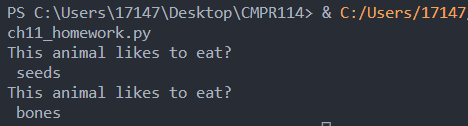 PS C:\Users\17147\Desktop\CMPR114> & C:/Users/17147/
ch11_homework.py
This animal likes to eat?
 seeds
This animal likes to eat?
 bones